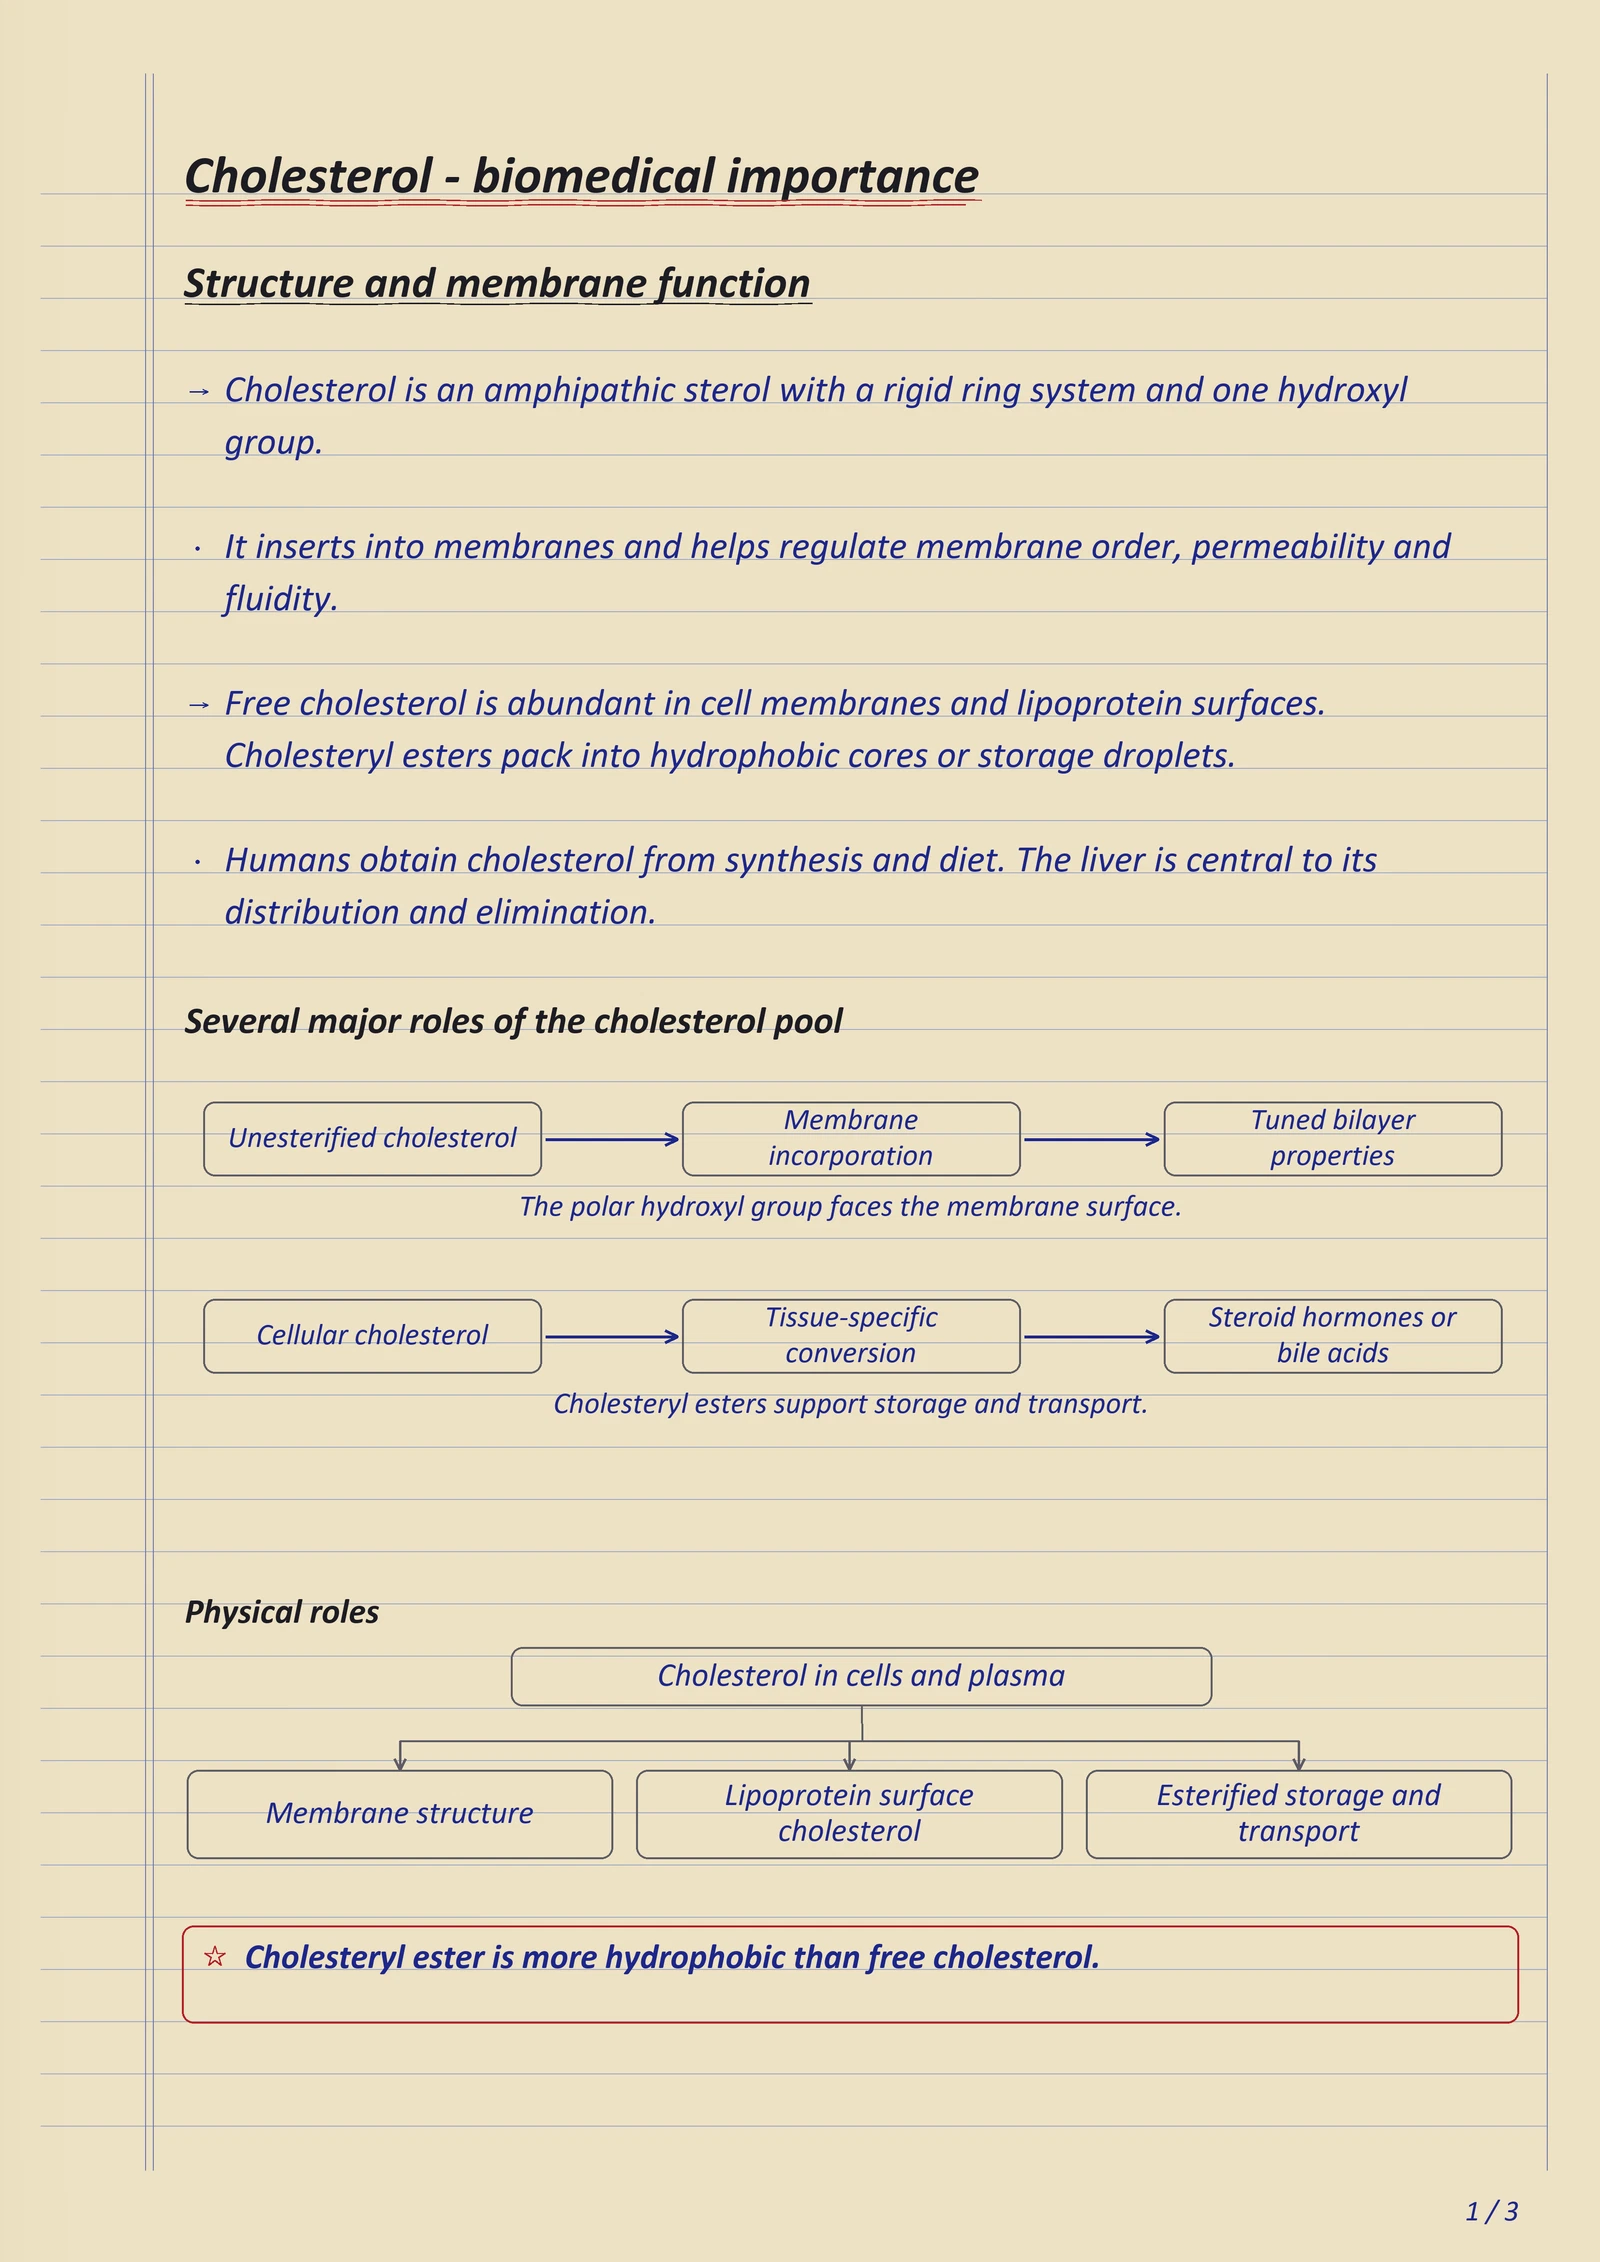 Cholesterol - biomedical importance
Structure and membrane function
→ Cholesterol is an amphipathic sterol with a rigid ring system and one hydroxyl
group.
· It inserts into membranes and helps regulate membrane order, permeability and
fluidity.
→ Free cholesterol is abundant in cell membranes and lipoprotein surfaces.
Cholesteryl esters pack into hydrophobic cores or storage droplets.
· Humans obtain cholesterol from synthesis and diet. The liver is central to its
distribution and elimination.
Several major roles of the cholesterol pool
Unesterified cholesterol
Membrane
incorporation
Tuned bilayer
properties
The polar hydroxyl group faces the membrane surface.
Cellular cholesterol
Tissue-specific
conversion
Steroid hormones or
bile acids
Cholesteryl esters support storage and transport.
Physical roles
Cholesterol in cells and plasma
Membrane structure
Lipoprotein surface
cholesterol
Esterified storage and
transport
☆ Cholesteryl ester is more hydrophobic than free cholesterol.
1 / 3